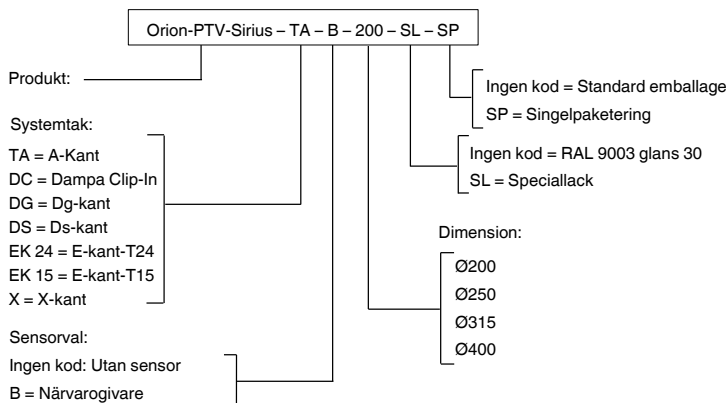 Orion-PTV-Sirius – TA – B – 200 – SL – SP
Produkt:
Systemtak:
TA = A-Kant
DC = Dampa Clip-In
DG = Dg-kant
DS = Ds-kant
EK 24 = E-kant-T24
EK 15 = E-kant-T15
X = X-kant
Sensorval:
Ingen kod: Utan sensor
B = Närvarogivare
Ingen kod = Standard emballage
SP = Singelpaketering
Ingen kod = RAL 9003 glans 30
SL = Speciallack
Dimension:
Ø200
Ø250
Ø315
Ø400